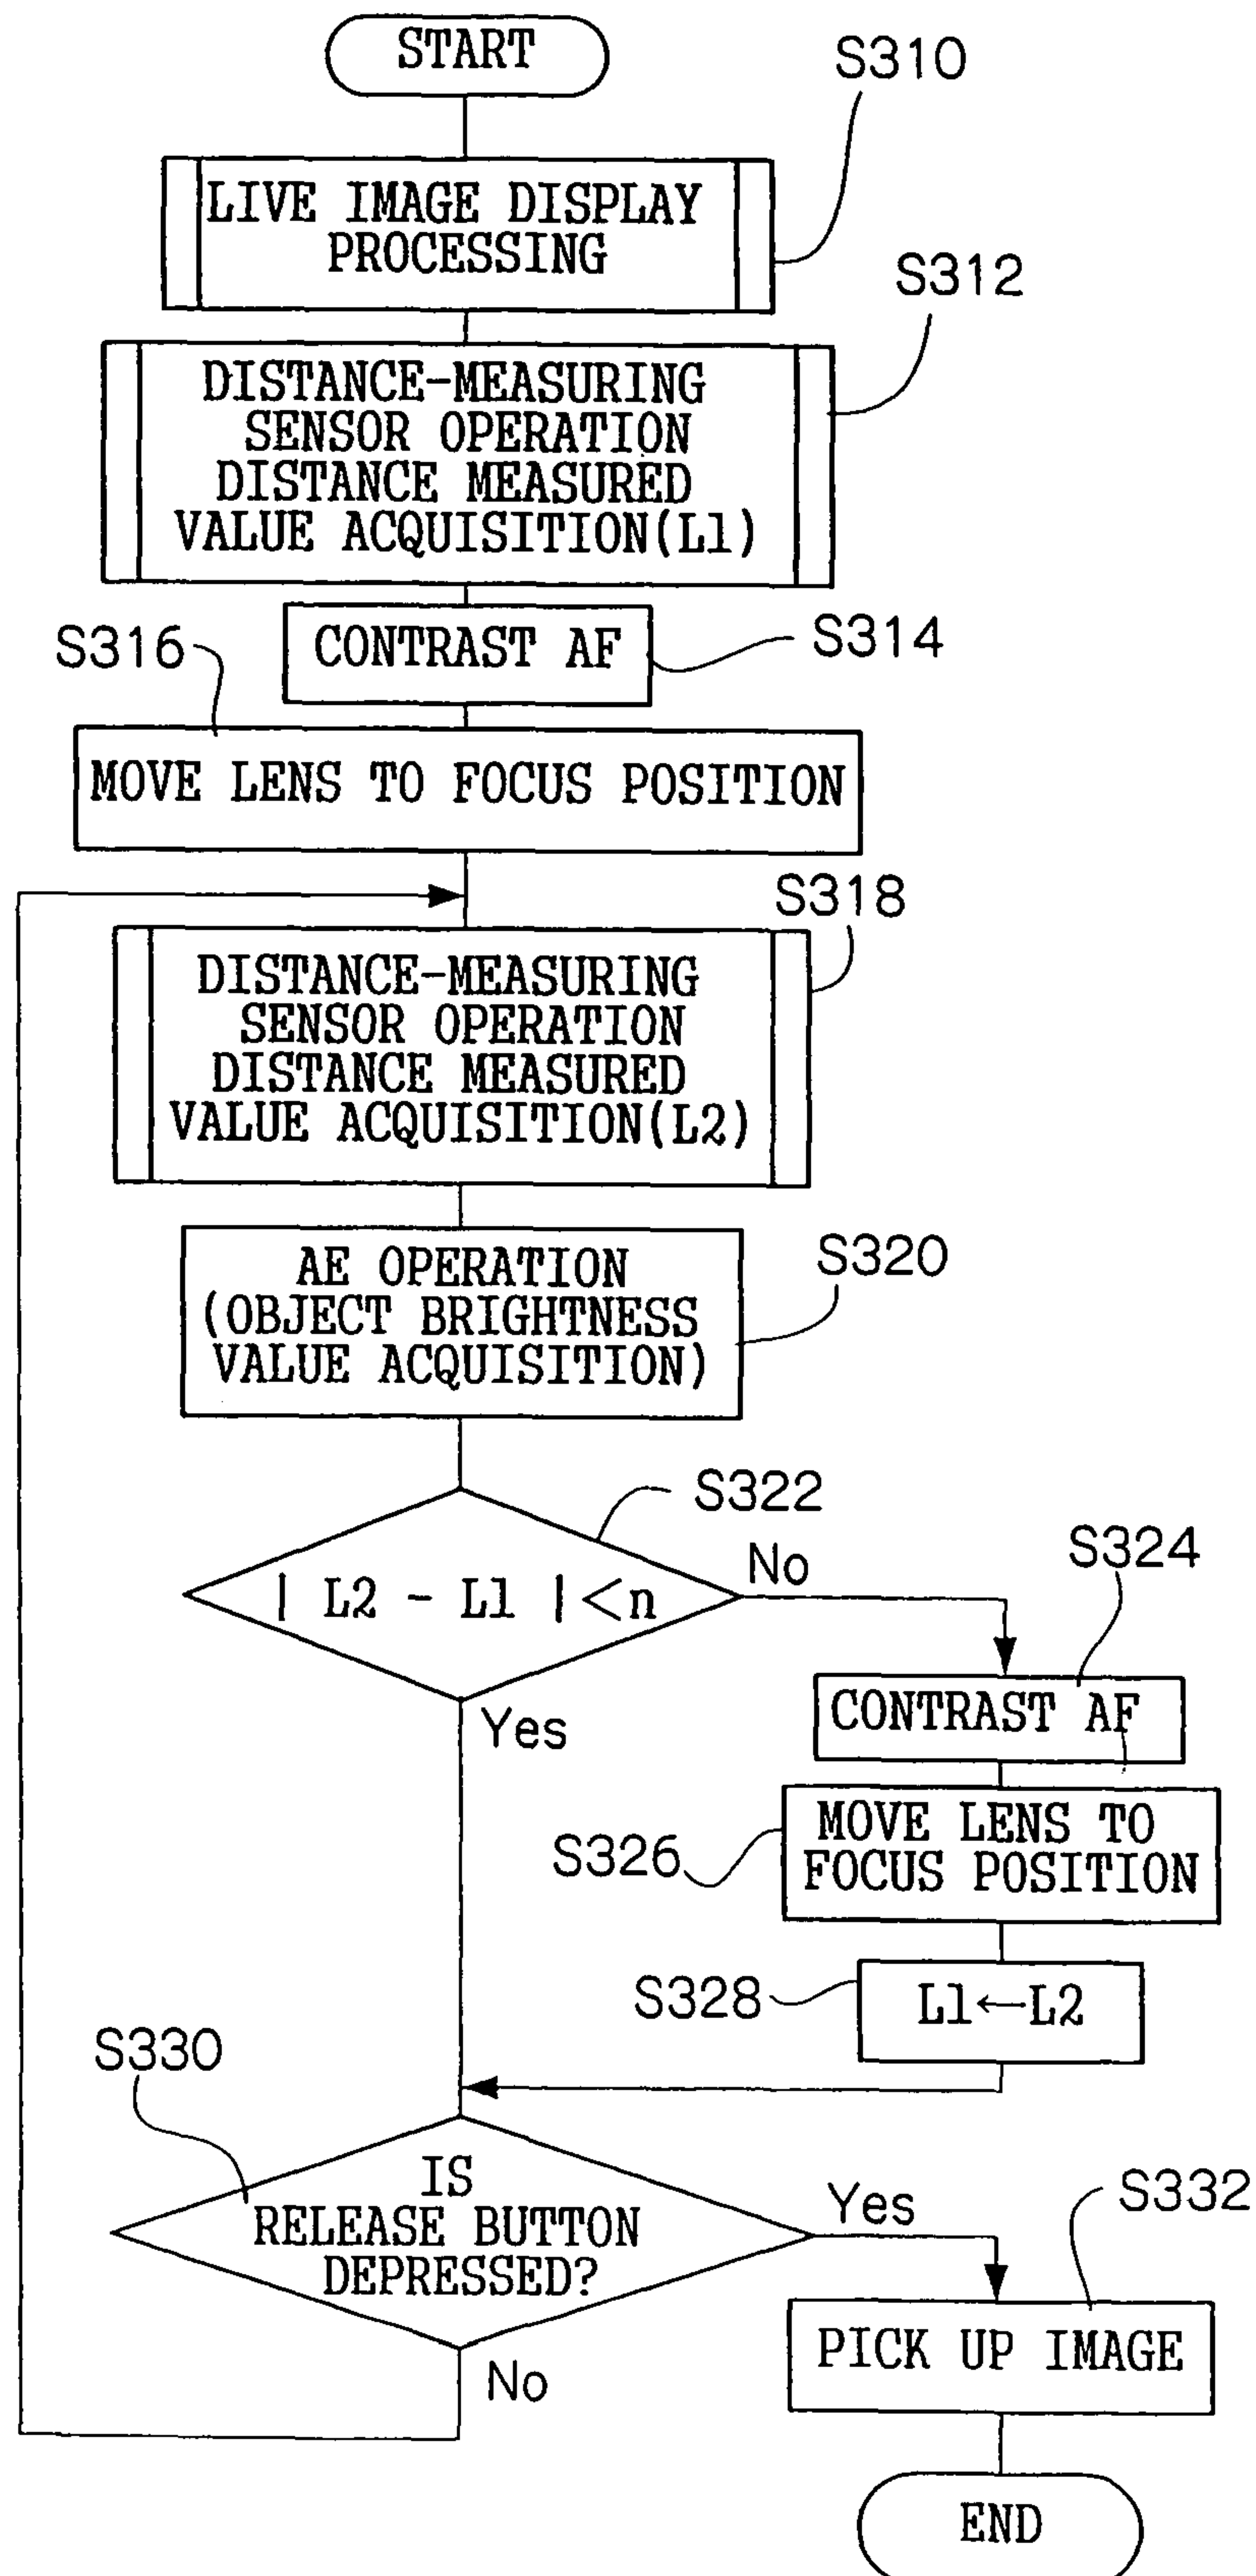 START
S310
LIVE IMAGE DISPLAY
PROCESSING
S312
DISTANCE-MEASURING
SENSOR OPERATION
DISTANCE MEASURED
VALUE ACQUISITION(L1)
S314
CONTRAST AF
S316
MOVE LENS TO FOCUS POSITION
S318
DISTANCE-MEASURING
SENSOR OPERATION
DISTANCE MEASURED
VALUE ACQUISITION(L2)
S320
AE OPERATION
(OBJECT BRIGHTNESS
VALUE ACQUISITION)
S322
| L2 - L1 |<n
No
Yes
S324
CONTRAST AF
S326
MOVE LENS TO
FOCUS POSITION
S328
L1←L2
S330
IS
RELEASE BUTTON
DEPRESSED?
Yes
No
S332
PICK UP IMAGE
END